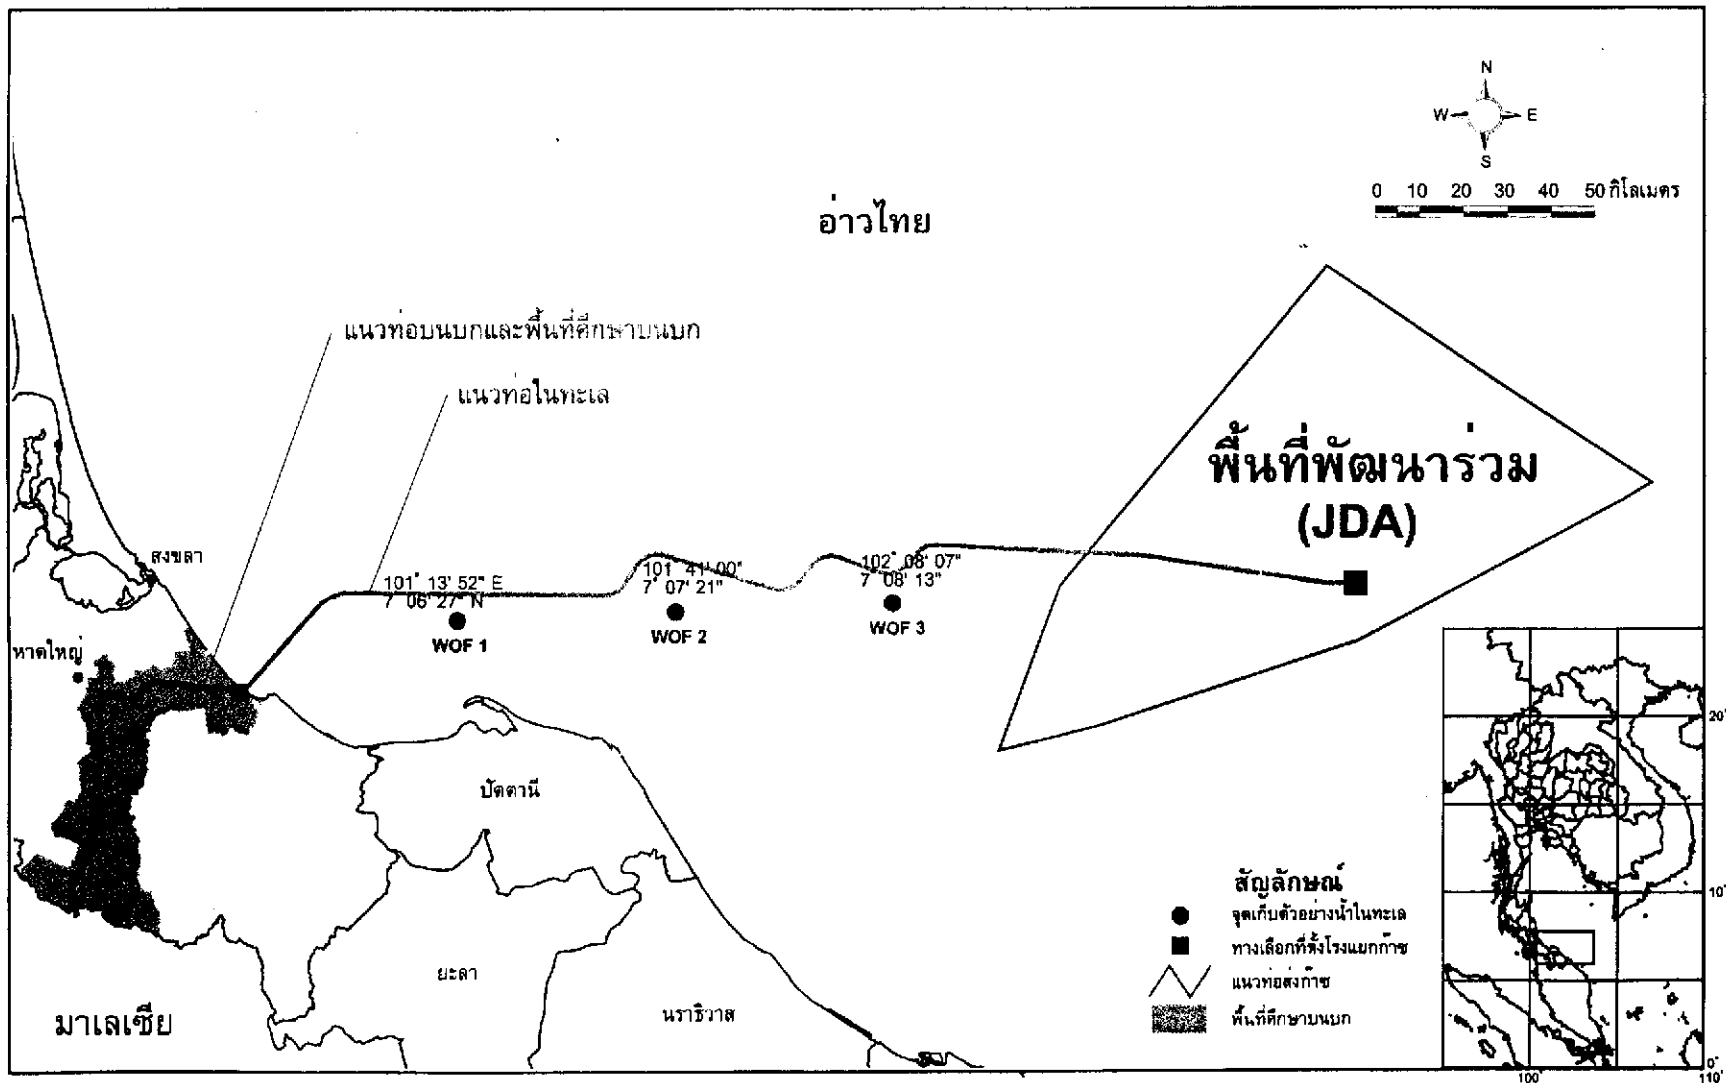 N
W E
S
0 10 20 30 40 50 กิโลเมตร
อ่าวไทย
แนวท่อบนบกและพื้นที่ศึกษาบนบก
แนวท่อในทะเล
พื้นที่พัฒนาร่วม
(JDA)
สงขลา
101° 13' 52" E
7° 06' 27" N
WOF 1
101° 41' 00"
7° 07' 21"
WOF 2
102° 08' 07"
7° 08' 13"
WOF 3
หาดใหญ่
ปัตตานี
ยะลา
นราธิวาส
มาเลเซีย
สัญลักษณ์
จุดเก็บตัวอย่างน้ำในทะเล
ทางเลือกที่ตั้งโรงแยกก๊าซ
แนวท่อส่งก๊าซ
พื้นที่ศึกษาบนบก
20°
10°
0°
100° 110°